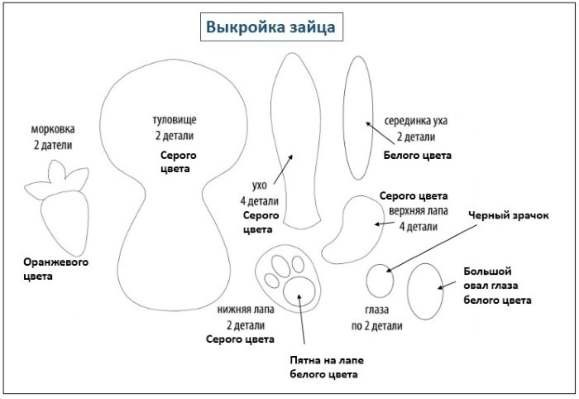 Выкройка зайца
морковка
2 датели
Оранжевого
цвета
туловище
2 детали
Серого
цвета
ухо
4 детали
Серого
цвета
серединка уха
2 детали
Белого цвета
Серого цвета
верхняя лапа
4 детали
Черный зрачок
Большой
овал глаза
белого цвета
глаза
по 2 детали
нижняя лапа
2 детали
Серого цвета
Пятна на лапе
белого цвета